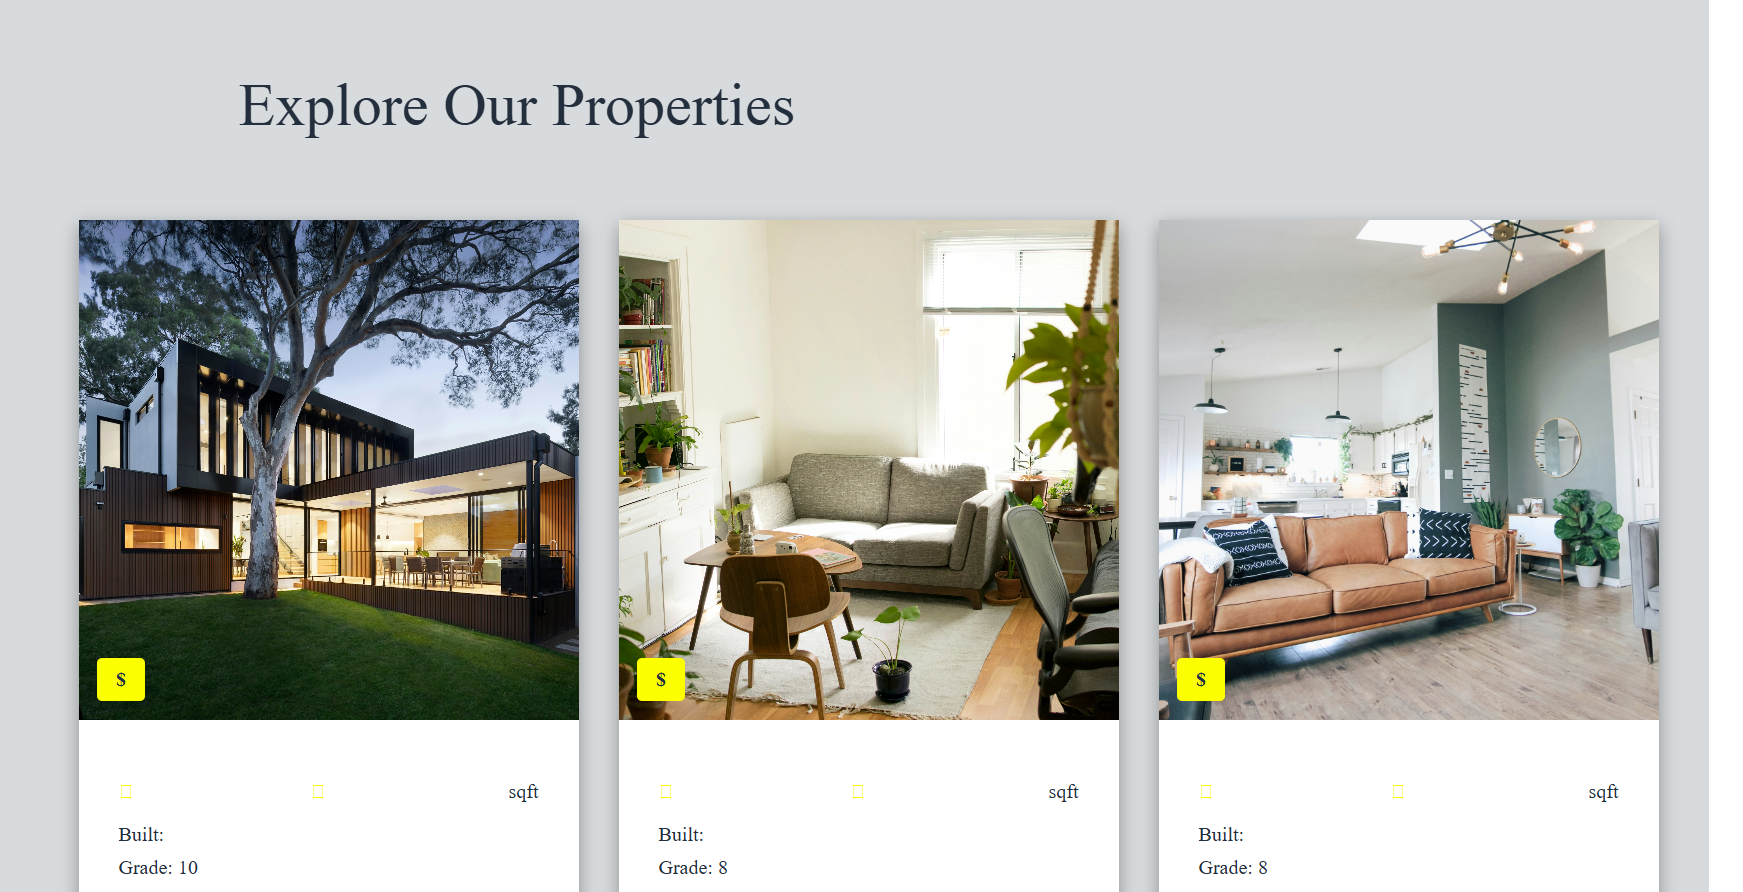 Explore Our Properties
$
$
$
sqft
Built:
Grade: 10
sqft
Built:
Grade: 8
sqft
Built:
Grade: 8